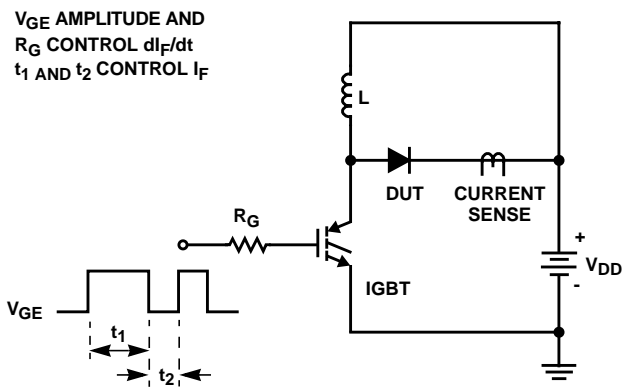 VGE AMPLITUDE AND
RG CONTROL dIF/dt
t1 AND t2 CONTROL IF
L
DUT
CURRENT
SENSE
RG
+
VDD
-
IGBT
VGE
t1
t2